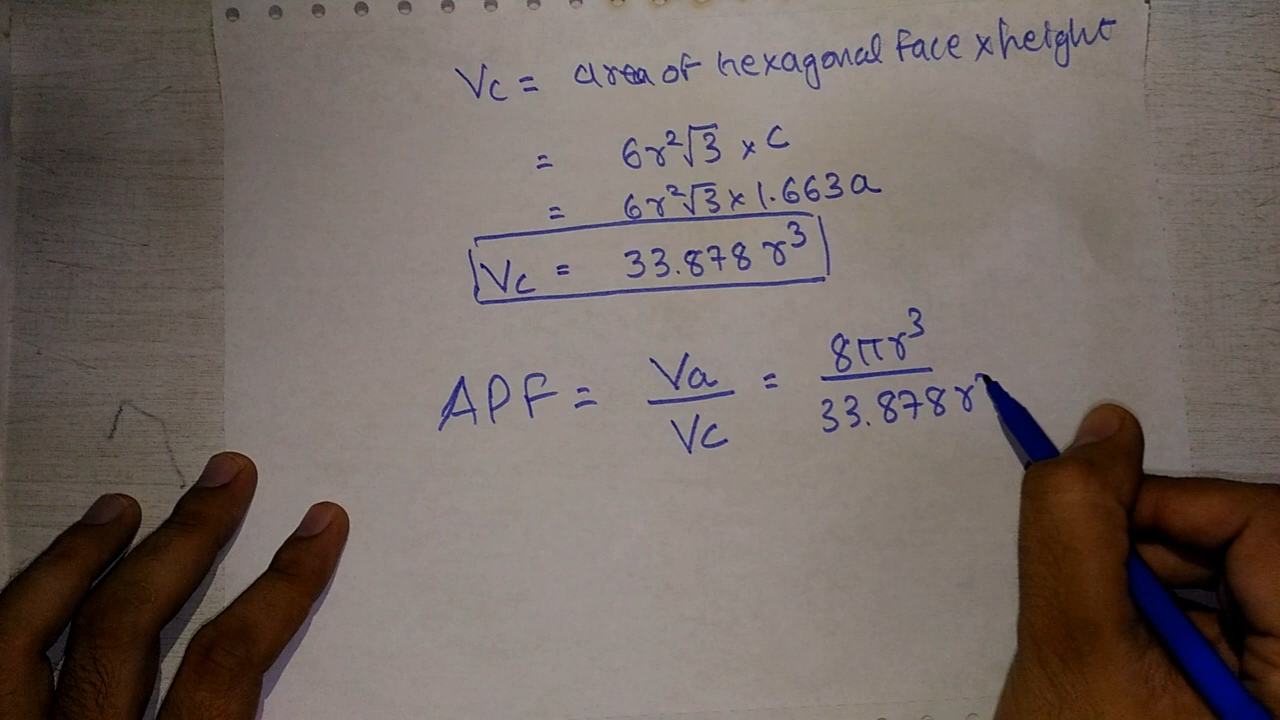 Vc = area of hexagonal face x height
= 6r²√3 x c
= 6r²√3 x 1.663a
Vc = 33.878 r³
APF = Va/Vc = 8πr³/33.878 r